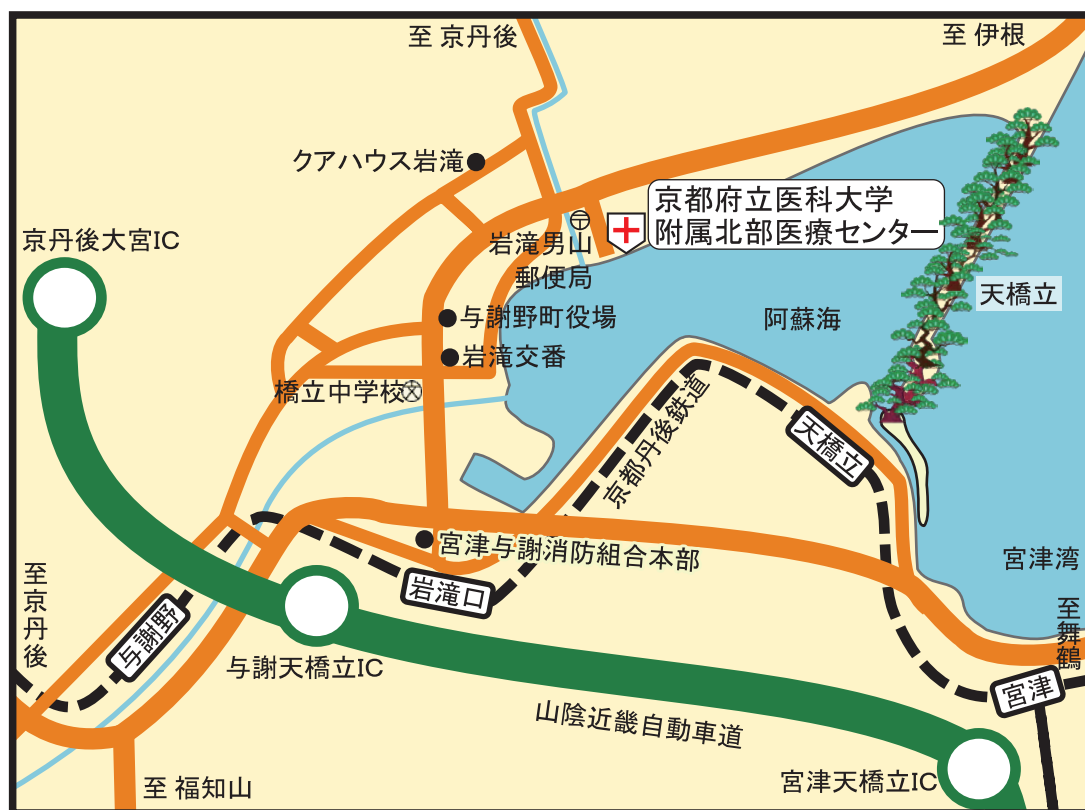 至 京丹後
至 伊根
クアハウス岩滝
京都府立医科大学
附属北部医療センター
京丹後大宮IC
岩滝男山
郵便局
天橋立
与謝野町役場
阿蘇海
岩滝交番
橋立中学校
京都丹後鉄道
天橋立
宮津与謝消防組合本部
宮津湾
至京丹後
岩滝口
至舞鶴
与謝野
与謝天橋立IC
宮津
山陰近畿自動車道
至 福知山
宮津天橋立IC